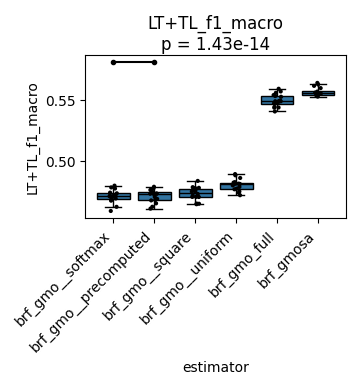 LT+TL_f1_macro
p = 1.43e-14
LT+TL_f1_macro
0.55
0.50
brf_gmo__softmax
brf_gmo__precomputed
brf_gmo__square
brf_gmo__uniform
brf_gmo_full
brf_gmosa
estimator